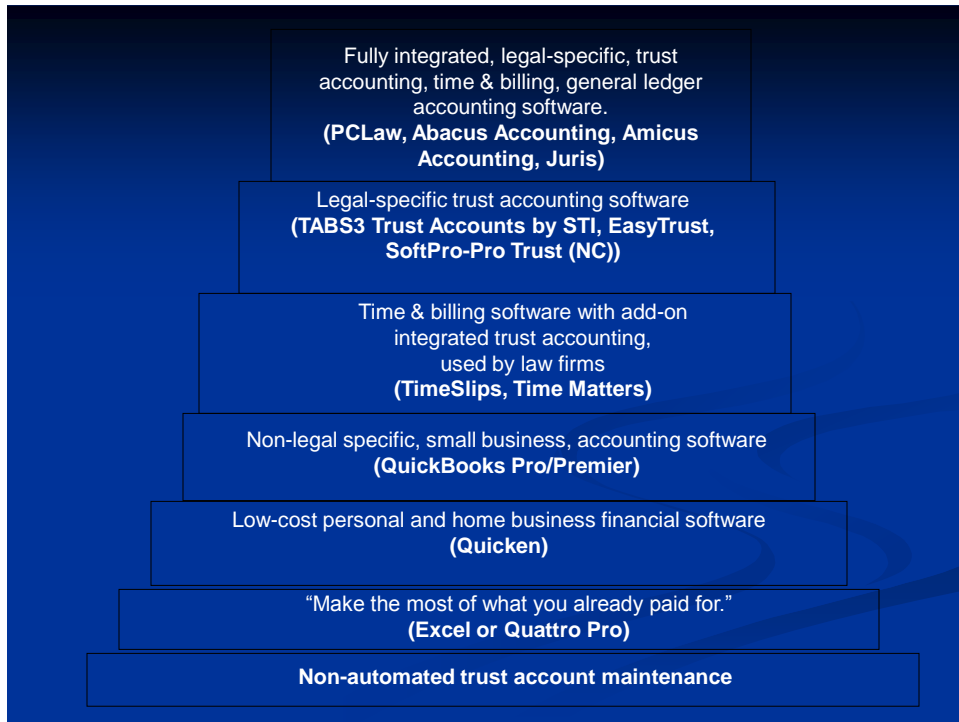 Fully integrated, legal-specific, trust
accounting, time & billing, general ledger
accounting software.
(PCLaw, Abacus Accounting, Amicus
Accounting, Juris)
Legal-specific trust accounting software
(TABS3 Trust Accounts by STI, EasyTrust,
SoftPro-Pro Trust (NC))
Time & billing software with add-on
integrated trust accounting,
used by law firms
(TimeSlips, Time Matters)
Non-legal specific, small business, accounting software
(QuickBooks Pro/Premier)
Low-cost personal and home business financial software
(Quicken)
“Make the most of what you already paid for.”
(Excel or Quattro Pro)
Non-automated trust account maintenance